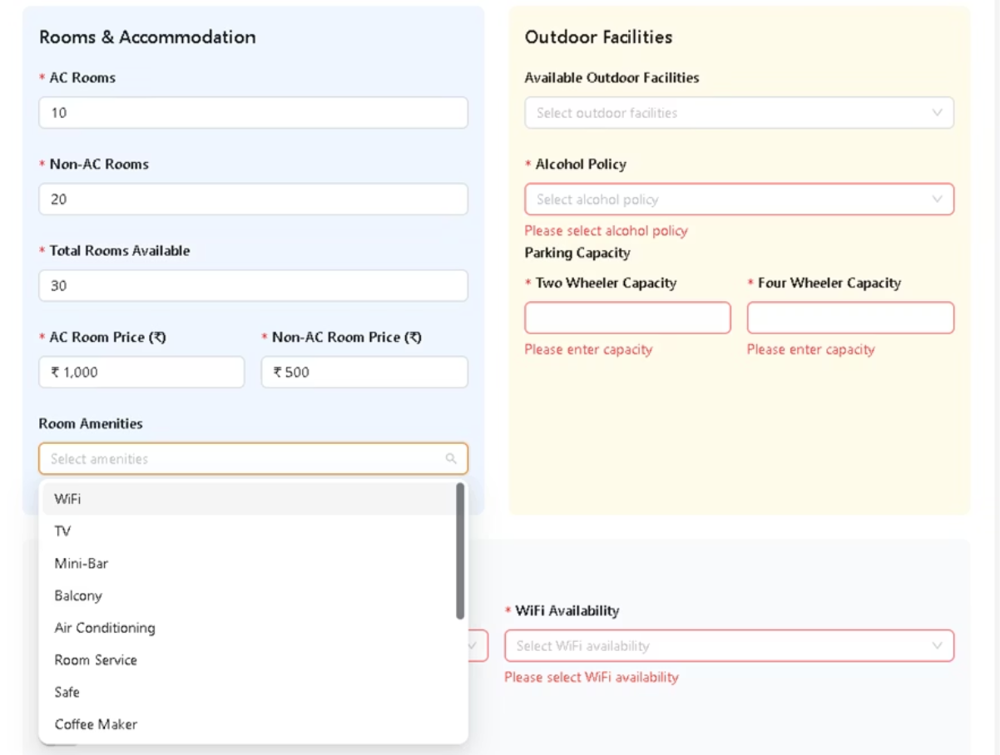 Rooms & Accommodation
* AC Rooms
10
* Non-AC Rooms
20
* Total Rooms Available
30
* AC Room Price (₹)
* Non-AC Room Price (₹)
₹ 1,000
₹ 500
Room Amenities
Select amenities
WiFi
TV
Mini-Bar
Balcony
Air Conditioning
Room Service
Safe
Coffee Maker
Outdoor Facilities
Available Outdoor Facilities
Select outdoor facilities
* Alcohol Policy
Select alcohol policy
Please select alcohol policy
Parking Capacity
* Two Wheeler Capacity
* Four Wheeler Capacity
Please enter capacity
Please enter capacity
* WiFi Availability
Select WiFi availability
Please select WiFi availability